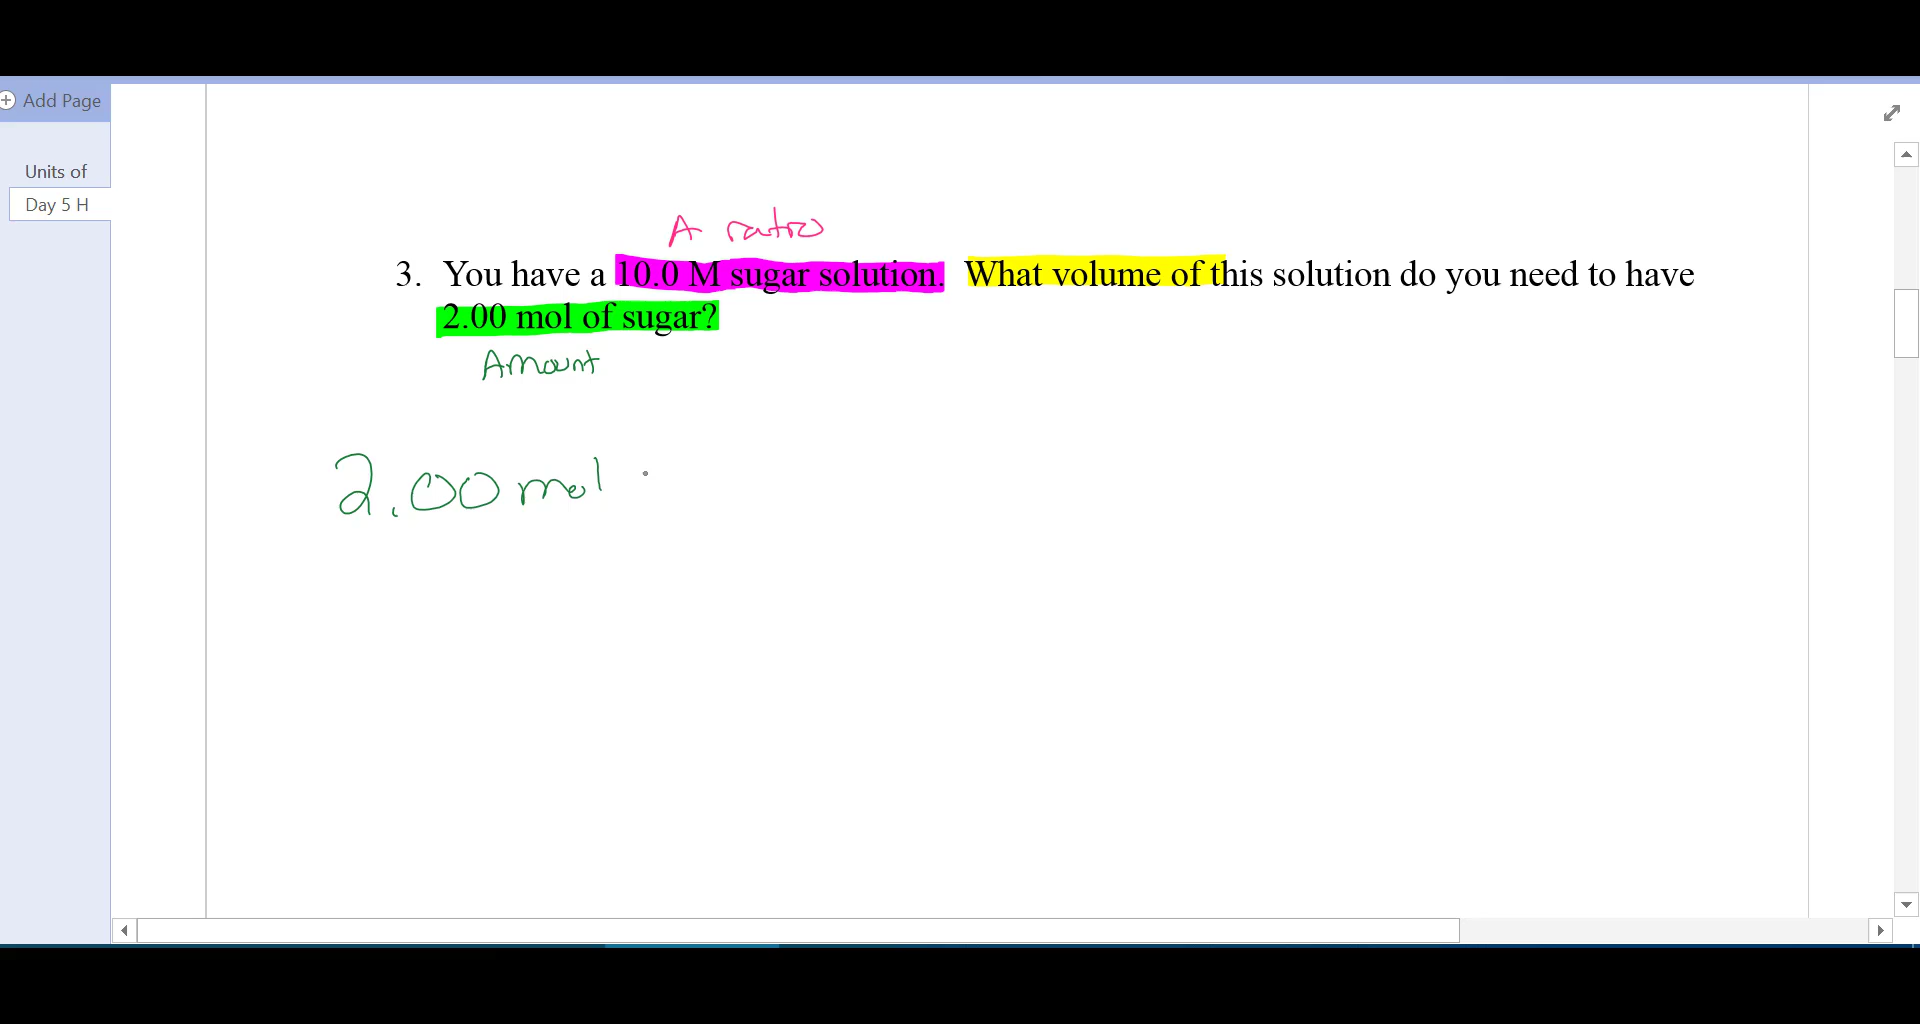 Add Page
Units of
Day 5 H
A ratio
3. You have a 10.0 M sugar solution. What volume of this solution do you need to have
2.00 mol of sugar?
Amount
2.00 mol